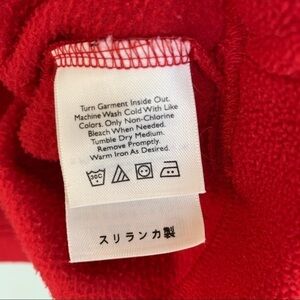 Turn Garment Inside Out.
Machine Wash Cold With Like
Colors. Only Non-Chlorine
Bleach When Needed.
Tumble Dry Medium.
Remove Promptly.
Warm Iron As Desired.
30C
スリランカ製